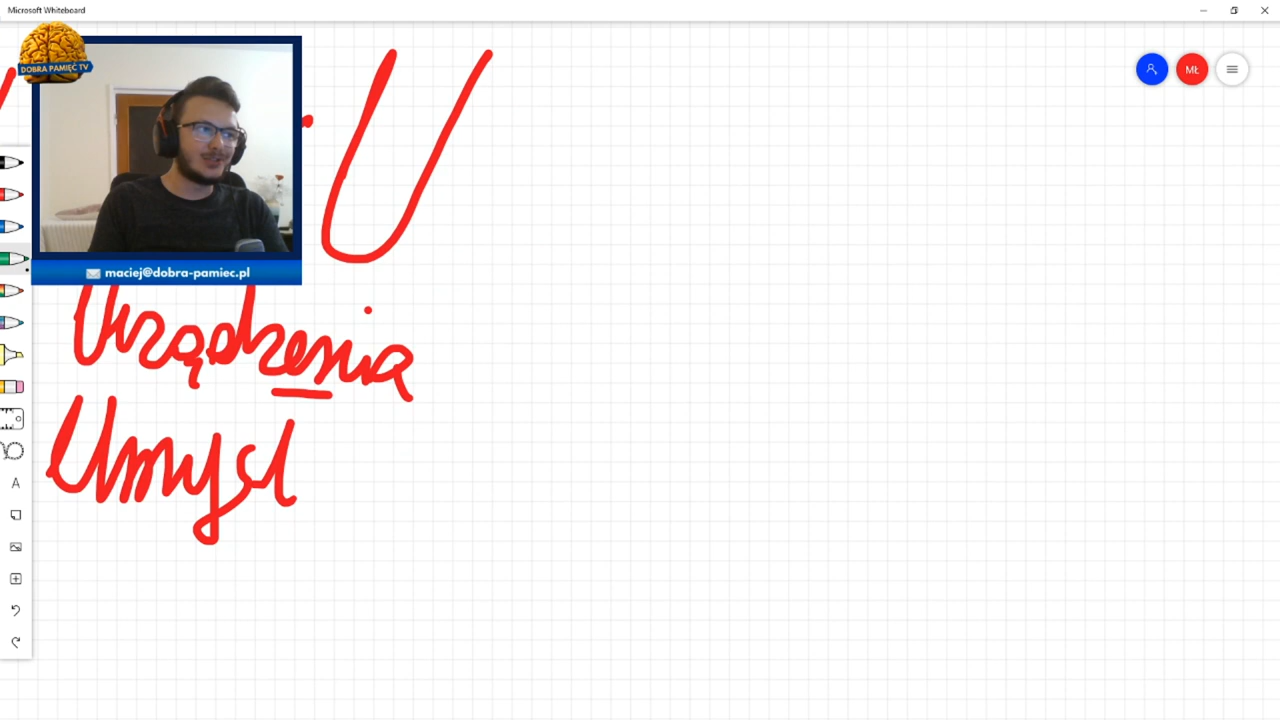 Microsoft Whiteboard
DOBRA PAMIĘĆ TV
U
MŁ
maciej@dobra-pamiec.pl
Urządzenia
Umysł
A